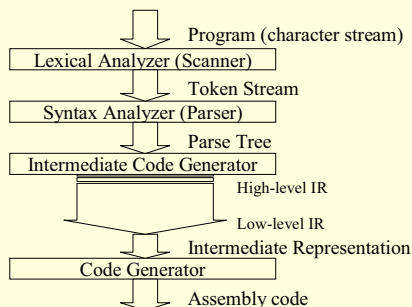 Program (character stream)
Lexical Analyzer (Scanner)
Token Stream
Syntax Analyzer (Parser)
Parse Tree
Intermediate Code Generator
High-level IR
Low-level IR
Intermediate Representation
Code Generator
Assembly code